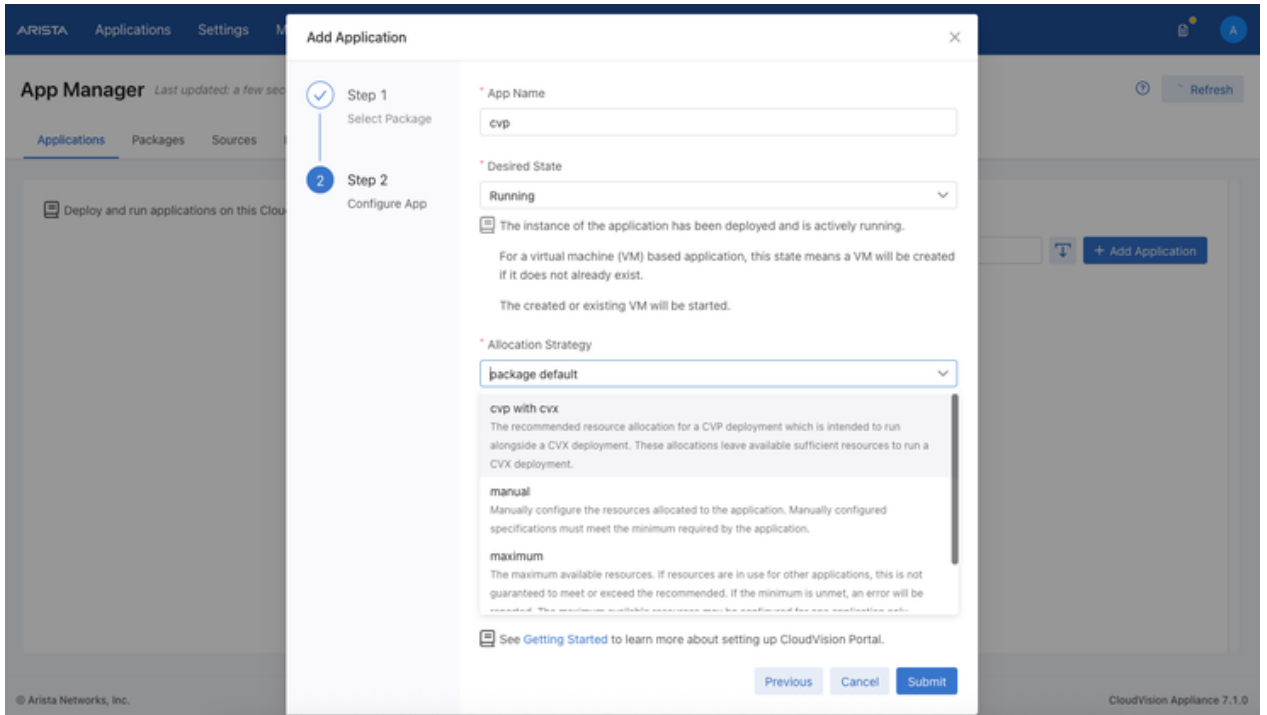 ARISTA Applications Settings M A
App Manager Last updated: a few sec Refresh
Applications Packages Sources
Deploy and run applications on this Clou
+ Add Application
Add Application
Step 1
Select Package
2 Step 2
Configure App
* App Name
cvp
* Desired State
Running
The instance of the application has been deployed and is actively running.
For a virtual machine (VM) based application, this state means a VM will be created
if it does not already exist.
The created or existing VM will be started.
* Allocation Strategy
package default
cvp with cvx
The recommended resource allocation for a CVP deployment which is intended to run
alongside a CVX deployment. These allocations leave available sufficient resources to run a
CVX deployment.
manual
Manually configure the resources allocated to the application. Manually configured
specifications must meet the minimum required by the application.
maximum
The maximum available resources. If resources are in use for other applications, this is not
guaranteed to meet or exceed the recommended. If the minimum is unmet, an error will be
See Getting Started to learn more about setting up CloudVision Portal.
Previous Cancel Submit
© Arista Networks, Inc. CloudVision Appliance 7.1.0